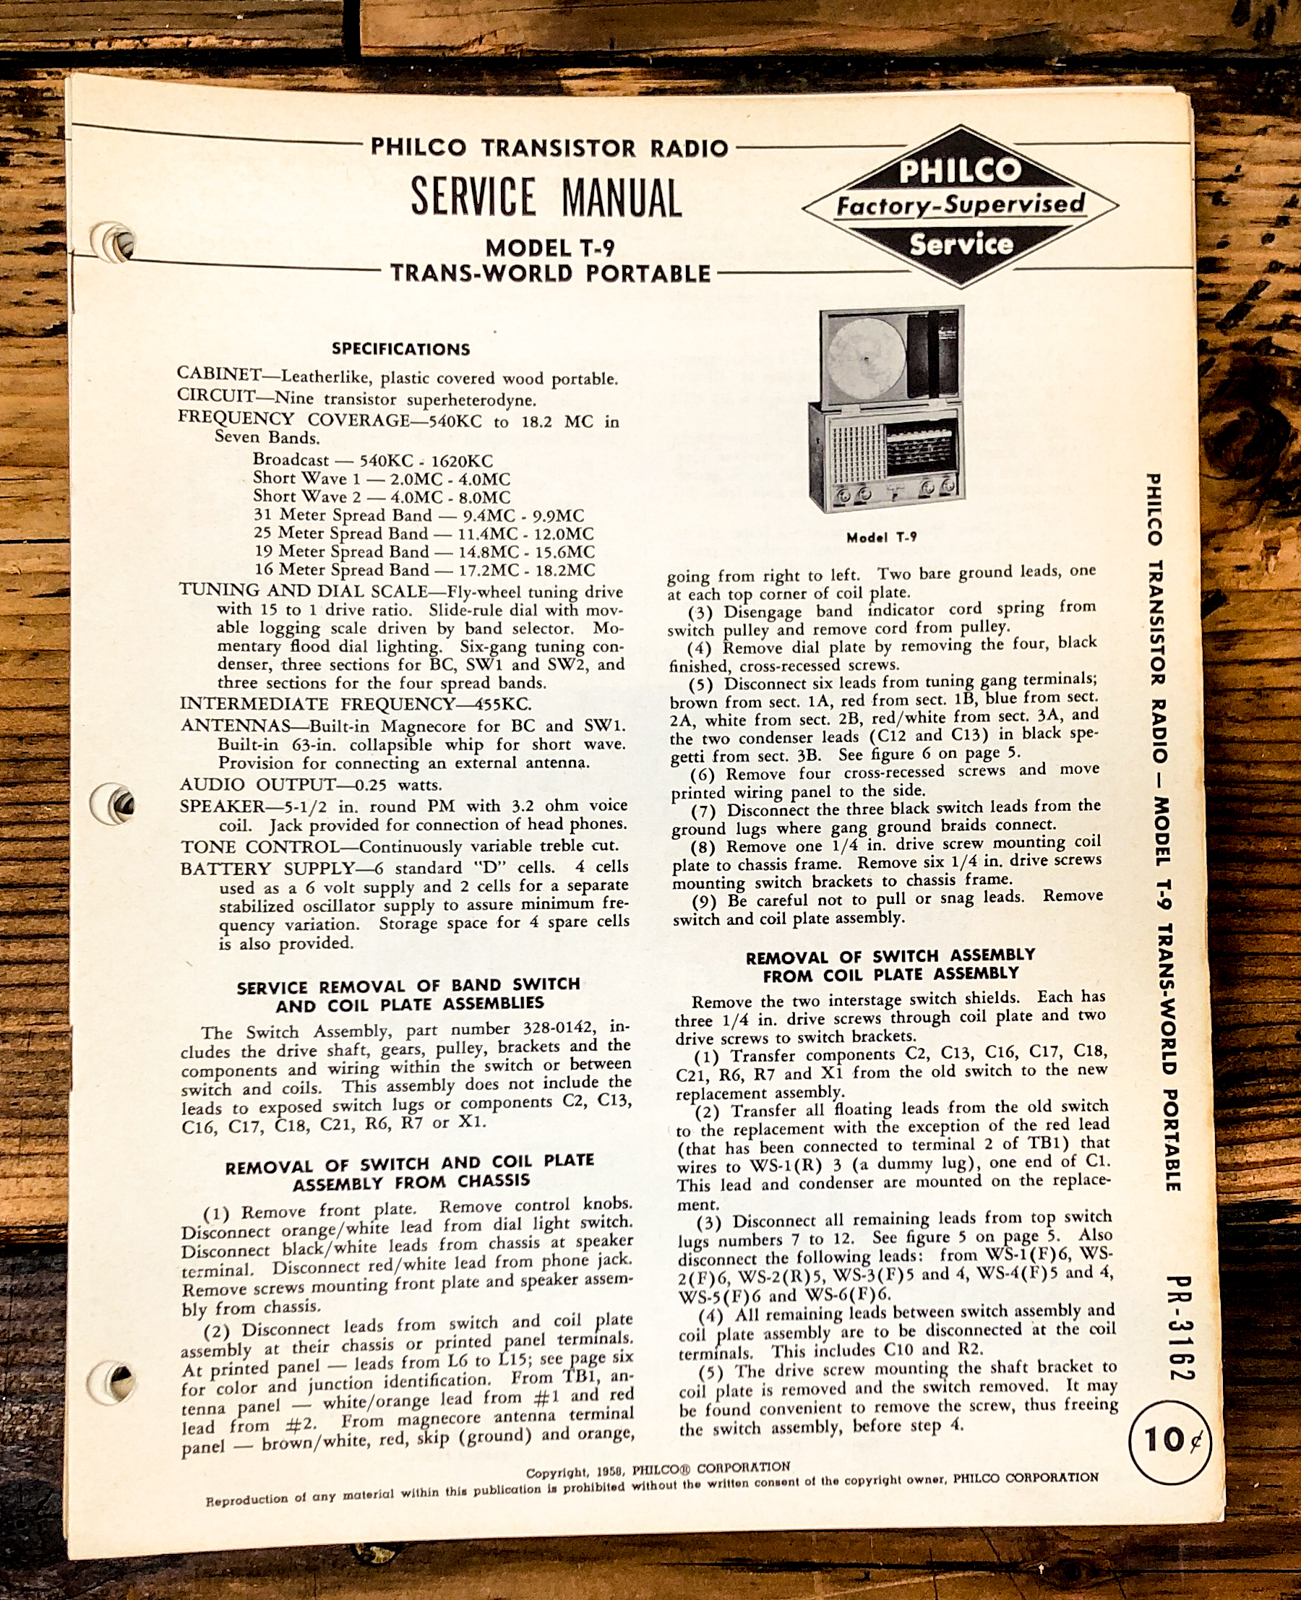 PHILCO TRANSISTOR RADIO
SERVICE MANUAL
MODEL T-9
TRANS-WORLD PORTABLE
PHILCO
Factory-Supervised
Service
SPECIFICATIONS
CABINET—Leatherlike, plastic covered wood portable.
CIRCUIT—Nine transistor superheterodyne.
FREQUENCY COVERAGE—540KC to 18.2 MC in
Seven Bands.
Broadcast — 540KC - 1620KC
Short Wave 1 — 2.0MC - 4.0MC
Short Wave 2 — 4.0MC - 8.0MC
31 Meter Spread Band — 9.4MC - 9.9MC
25 Meter Spread Band — 11.4MC - 12.0MC
19 Meter Spread Band — 14.8MC - 15.6MC
16 Meter Spread Band — 17.2MC - 18.2MC
TUNING AND DIAL SCALE—Fly-wheel tuning drive
with 15 to 1 drive ratio. Slide-rule dial with mov-
able logging scale driven by band selector. Mo-
mentary flood dial lighting. Six-gang tuning con-
denser, three sections for BC, SW1 and SW2, and
three sections for the four spread bands.
INTERMEDIATE FREQUENCY—455KC.
ANTENNAS—Built-in Magnecore for BC and SW1.
Built-in 63-in. collapsible whip for short wave.
Provision for connecting an external antenna.
AUDIO OUTPUT—0.25 watts.
SPEAKER—5-1/2 in. round PM with 3.2 ohm voice
coil. Jack provided for connection of head phones.
TONE CONTROL—Continuously variable treble cut.
BATTERY SUPPLY—6 standard "D" cells. 4 cells
used as a 6 volt supply and 2 cells for a separate
stabilized oscillator supply to assure minimum fre-
quency variation. Storage space for 4 spare cells
is also provided.
SERVICE REMOVAL OF BAND SWITCH
AND COIL PLATE ASSEMBLIES
The Switch Assembly, part number 328-0142, in-
cludes the drive shaft, gears, pulley, brackets and the
components and wiring within the switch or between
switch and coils. This assembly does not include the
leads to exposed switch lugs or components C2, C13,
C16, C17, C18, C21, R6, R7 or X1.
REMOVAL OF SWITCH AND COIL PLATE
ASSEMBLY FROM CHASSIS
(1) Remove front plate. Remove control knobs.
Disconnect orange/white lead from dial light switch.
Disconnect black/white leads from chassis at speaker
terminal. Disconnect red/white lead from phone jack.
Remove screws mounting front plate and speaker assem-
bly from chassis.
(2) Disconnect leads from switch and coil plate
assembly at their chassis or printed panel terminals.
At printed panel — leads from L6 to L15; see page six
for color and junction identification. From TB1, an-
tenna panel — white/orange lead from #1 and red
lead from #2. From magnecore antenna terminal
panel — brown/white, red, skip (ground) and orange,
Model T-9
going from right to left. Two bare ground leads, one
at each top corner of coil plate.
(3) Disengage band indicator cord spring from
switch pulley and remove cord from pulley.
(4) Remove dial plate by removing the four, black
finished, cross-recessed screws.
(5) Disconnect six leads from tuning gang terminals;
brown from sect. 1A, red from sect. 1B, blue from sect.
2A, white from sect. 2B, red/white from sect. 3A, and
the two condenser leads (C12 and C13) in black spe-
getti from sect. 3B. See figure 6 on page 5.
(6) Remove four cross-recessed screws and move
printed wiring panel to the side.
(7) Disconnect the three black switch leads from the
ground lugs where gang ground braids connect.
(8) Remove one 1/4 in. drive screw mounting coil
plate to chassis frame. Remove six 1/4 in. drive screws
mounting switch brackets to chassis frame.
(9) Be careful not to pull or snag leads. Remove
switch and coil plate assembly.
REMOVAL OF SWITCH ASSEMBLY
FROM COIL PLATE ASSEMBLY
Remove the two interstage switch shields. Each has
three 1/4 in. drive screws through coil plate and two
drive screws to switch brackets.
(1) Transfer components C2, C13, C16, C17, C18,
C21, R6, R7 and X1 from the old switch to the new
replacement assembly.
(2) Transfer all floating leads from the old switch
to the replacement with the exception of the red lead
(that has been connected to terminal 2 of TB1) that
wires to WS-1(R) 3 (a dummy lug), one end of C1.
This lead and condenser are mounted on the replace-
ment.
(3) Disconnect all remaining leads from top switch
lugs numbers 7 to 12. See figure 5 on page 5. Also
disconnect the following leads: from WS-1(F)6, WS-
2(F)6, WS-2(R)5, WS-3(F)5 and 4, WS-4(F)5 and 4,
WS-5(F)6 and WS-6(F)6.
(4) All remaining leads between switch assembly and
coil plate assembly are to be disconnected at the coil
terminals. This includes C10 and R2.
(5) The drive screw mounting the shaft bracket to
coil plate is removed and the switch removed. It may
be found convenient to remove the screw, thus freeing
the switch assembly, before step 4.
PHILCO TRANSISTOR RADIO — MODEL T-9 TRANS-WORLD PORTABLE
PR-3162
10¢
Copyright, 1958, PHILCO® CORPORATION
Reproduction of any material within this publication is prohibited without the written consent of the copyright owner, PHILCO CORPORATION